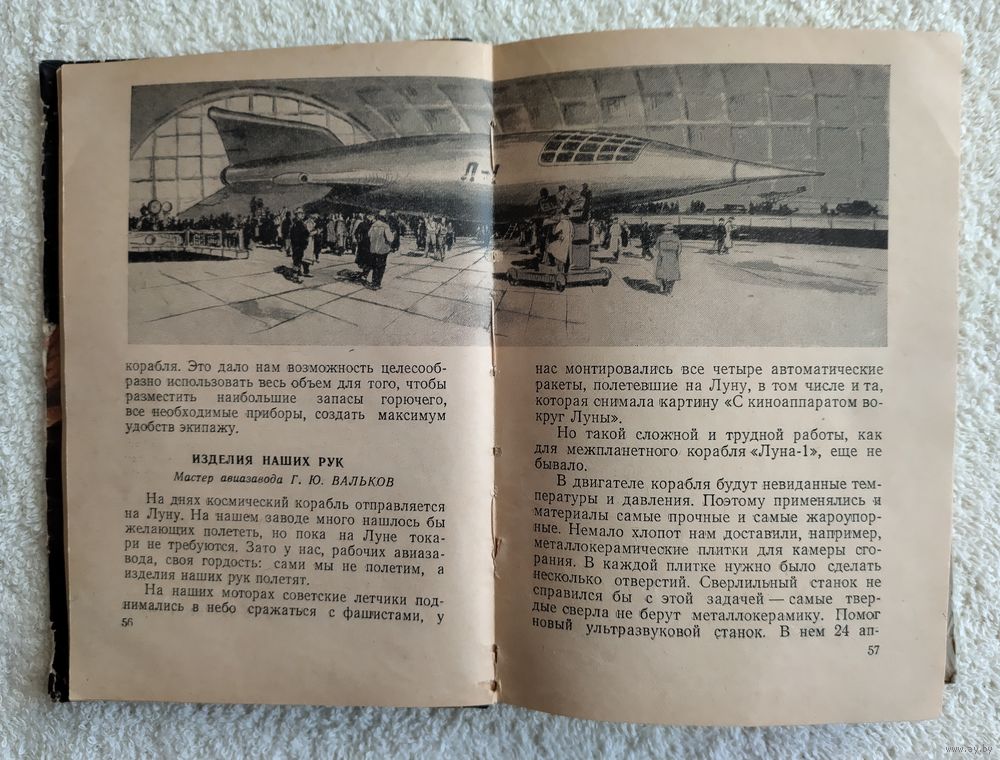 Л-1
корабля. Это дало нам возможность целесооб-
разно использовать весь объем для того, чтобы
разместить наибольшие запасы горючего,
все необходимые приборы, создать максимум
удобств экипажу.
ИЗДЕЛИЯ НАШИХ РУК
Мастер авиазавода Г. Ю. ВАЛЬКОВ
На днях космический корабль отправляется
на Луну. На нашем заводе много нашлось бы
желающих полететь, но пока на Луне тока-
ри не требуются. Зато у нас, рабочих авиаза-
вода, своя гордость: сами мы не полетим, а
изделия наших рук полетят.
На наших моторах советские летчики под-
нимались в небо сражаться с фашистами, у
56
нас монтировались все четыре автоматические
ракеты, полетевшие на Луну, в том числе и та,
которая снимала картину «С киноаппаратом во-
круг Луны».
Но такой сложной и трудной работы, как
для межпланетного корабля «Луна-1», еще не
бывало.
В двигателе корабля будут невиданные тем-
пературы и давления. Поэтому применялись и
материалы самые прочные и самые жароупор-
ные. Немало хлопот нам доставили, например,
металлокерамические плитки для камеры сго-
рания. В каждой плитке нужно было сделать
несколько отверстий. Сверлильный станок не
справился бы с этой задачей — самые твер-
дые сверла не берут металлокерамику. Помог
новый ультразвуковой станок. В нем 24 ап-
57
www.ay.by